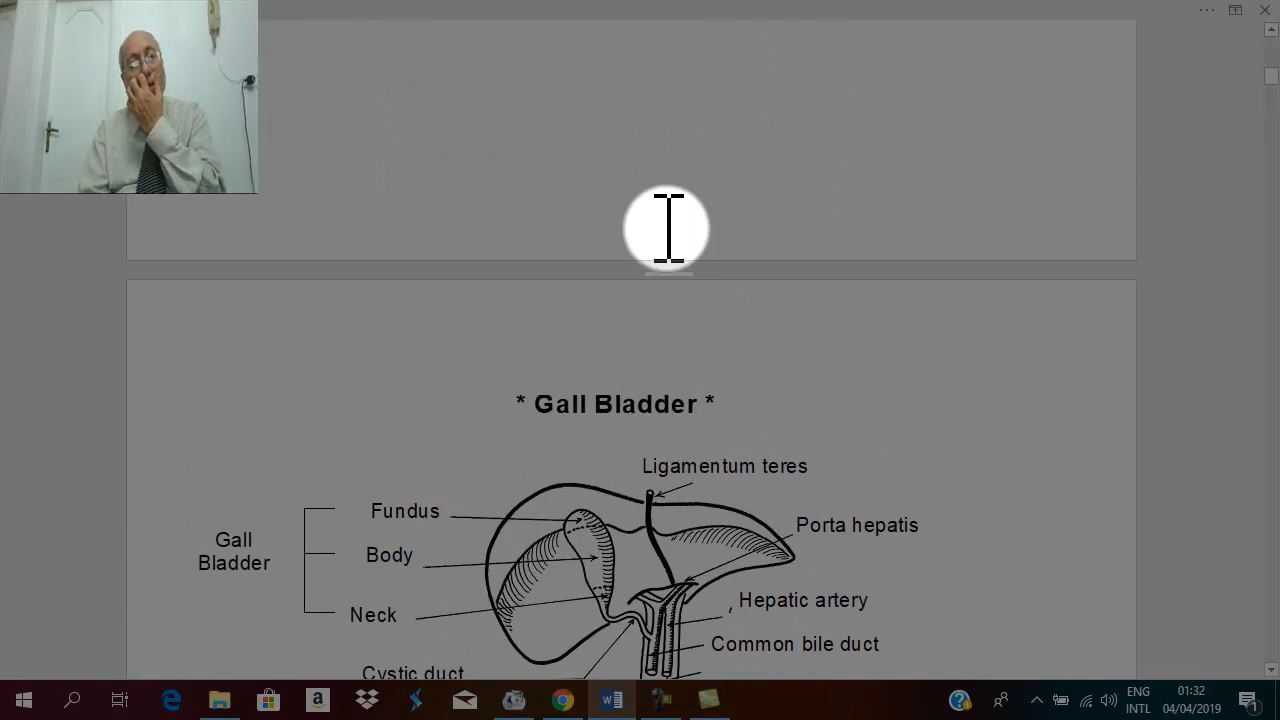 * Gall Bladder *
Ligamentum teres
Fundus
Porta hepatis
Gall
Bladder
Body
Hepatic artery
Neck
Common bile duct
Cystic duct
ENG
INTL
01:32
04/04/2019
1